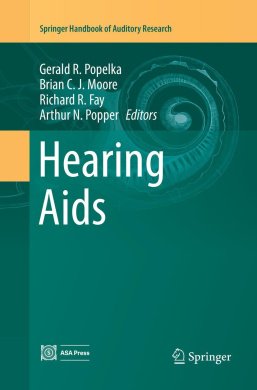 Springer Handbook of Auditory Research
Gerald R. Popelka
Brian C. J. Moore
Richard R. Fay
Arthur N. Popper Editors
Hearing
Aids
ASA Press
Springer